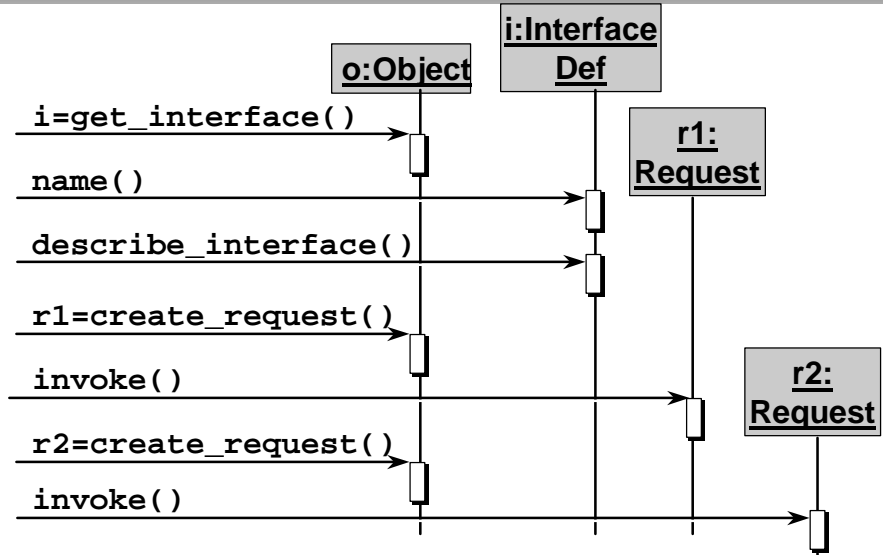 i:Interface
Def
o:Object
i=get_interface()
r1:
Request
name()
describe_interface()
r1=create_request()
invoke()
r2:
Request
r2=create_request()
invoke()